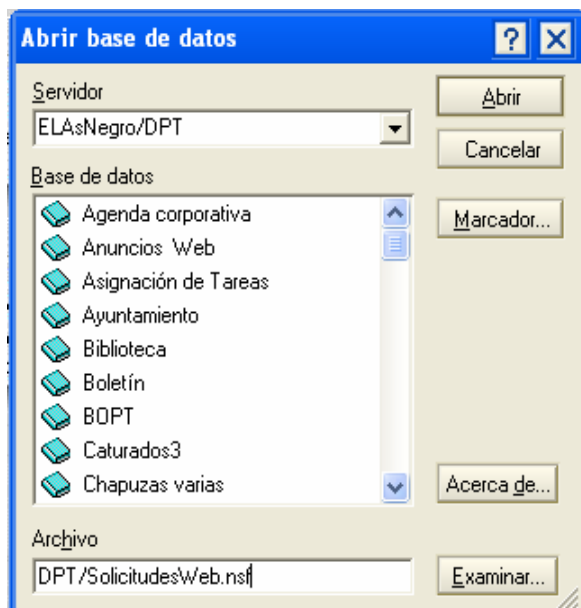 Abrir base de datos
Servidor
ELAsNegro/DPT
Abrir
Cancelar
Base de datos
Agenda corporativa
Anuncios Web
Asignación de Tareas
Ayuntamiento
Biblioteca
Boletín
BOPT
Caturados3
Chapuzas varias
Marcador...
Acerca de...
Archivo
DPT/SolicitudesWeb.nsf
Examinar...